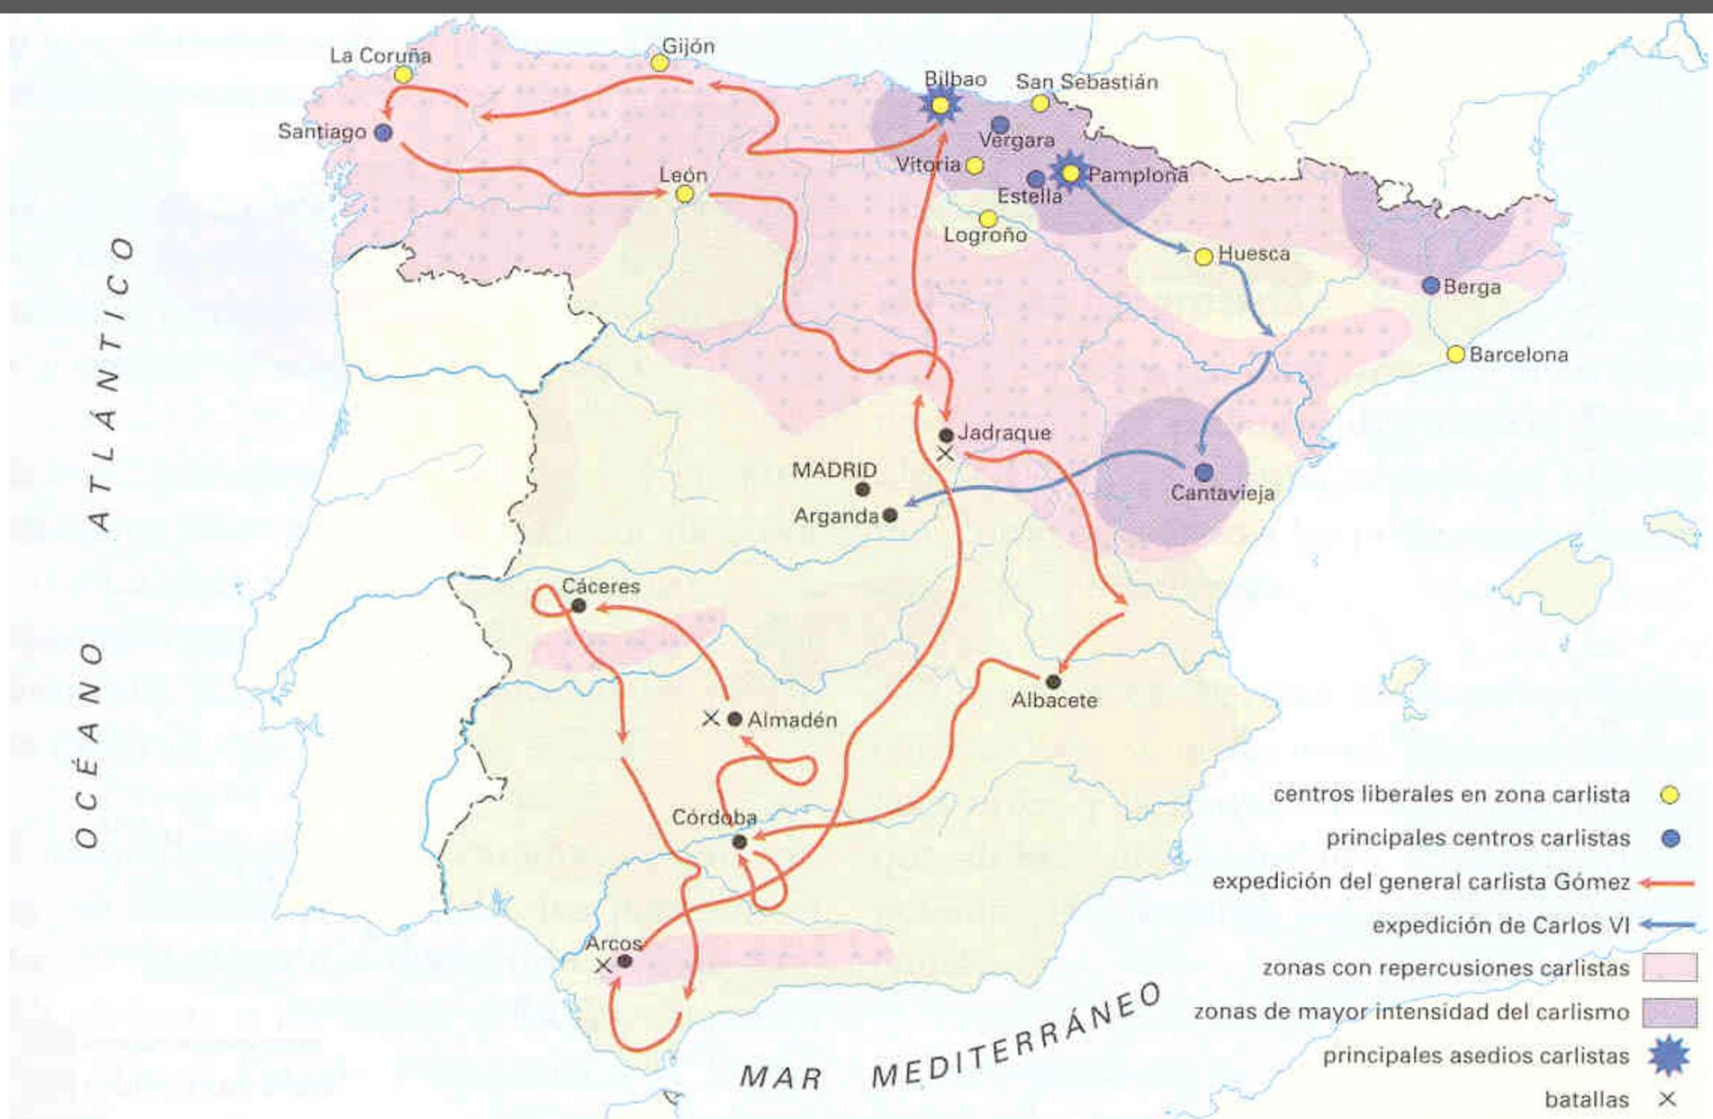 La Coruña
Gijón
Bilbao
San Sebastián
Santiago
Vergara
Vitoria
Pamplona
León
Estella
Logroño
Huesca
Berga
Barcelona
OCÉANO ATLÁNTICO
Jadraque
MADRID
Cantavieja
Arganda
Cáceres
Albacete
Almadén
Córdoba
Arcos
MAR MEDITERRÁNEO
centros liberales en zona carlista
principales centros carlistas
expedición del general carlista Gómez
expedición de Carlos VI
zonas con repercusiones carlistas
zonas de mayor intensidad del carlismo
principales asedios carlistas
batallas